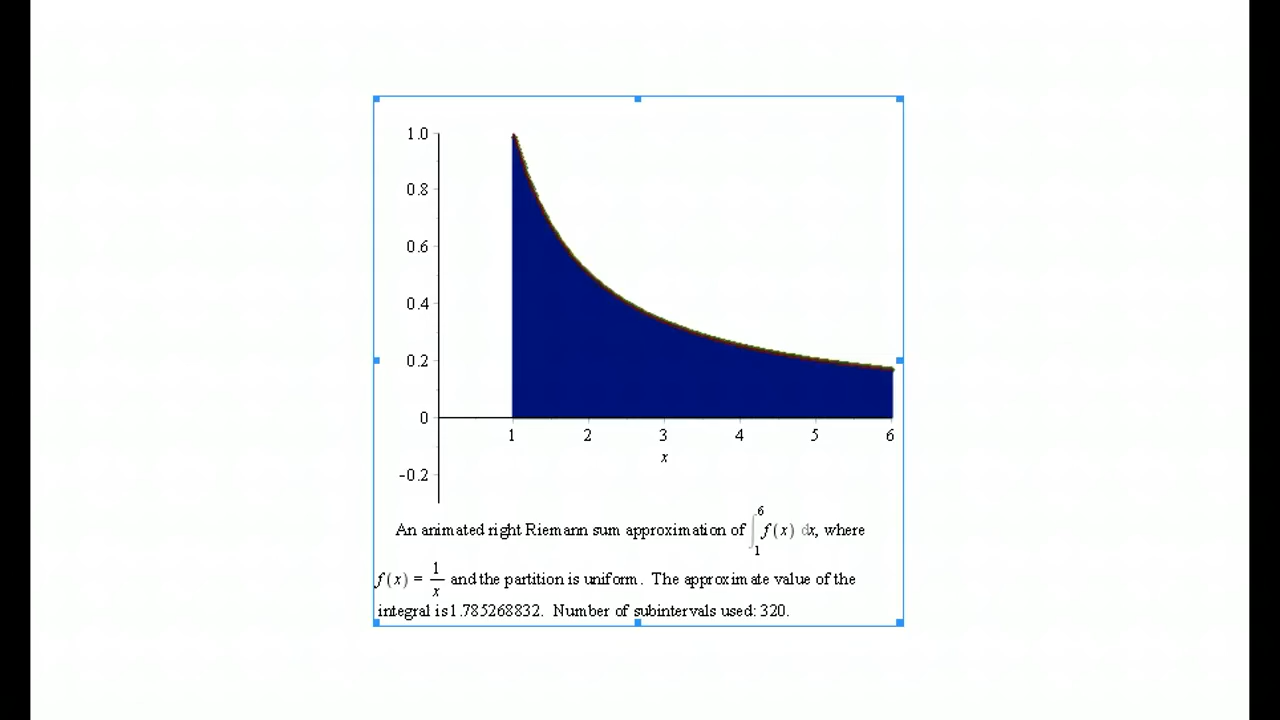 1.0
0.8
0.6
0.4
0.2
0
-0.2
1 2 3 4 5 6
x
An animated right Riemann sum approximation of ∫₁⁶ f(x) dx, where
f(x) = 1/x and the partition is uniform. The approximate value of the
integral is 1.785268832. Number of subintervals used: 320.